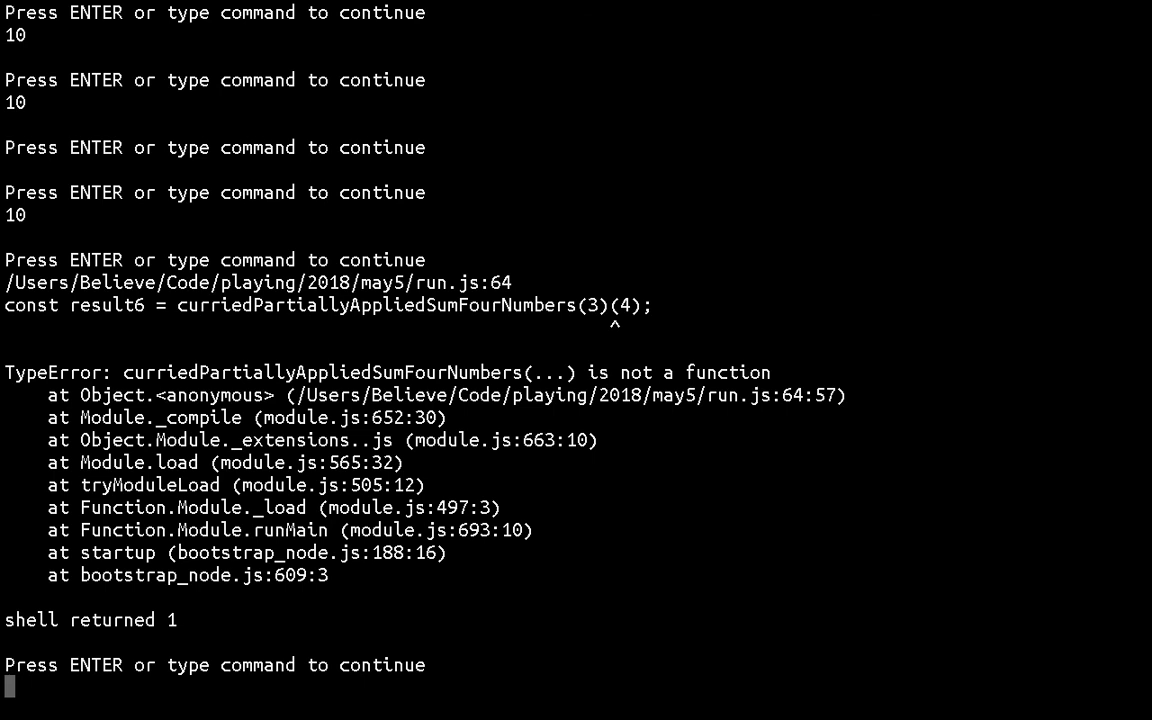 Press ENTER or type command to continue
10
Press ENTER or type command to continue
10
Press ENTER or type command to continue
Press ENTER or type command to continue
10
Press ENTER or type command to continue
/Users/Believe/Code/playing/2018/may5/run.js:64
const result6 = curriedPartiallyAppliedSumFourNumbers(3)(4);
^
TypeError: curriedPartiallyAppliedSumFourNumbers(...) is not a function
at Object.<anonymous> (/Users/Believe/Code/playing/2018/may5/run.js:64:57)
at Module._compile (module.js:652:30)
at Object.Module._extensions..js (module.js:663:10)
at Module.load (module.js:565:32)
at tryModuleLoad (module.js:505:12)
at Function.Module._load (module.js:497:3)
at Function.Module.runMain (module.js:693:10)
at startup (bootstrap_node.js:188:16)
at bootstrap_node.js:609:3
shell returned 1
Press ENTER or type command to continue